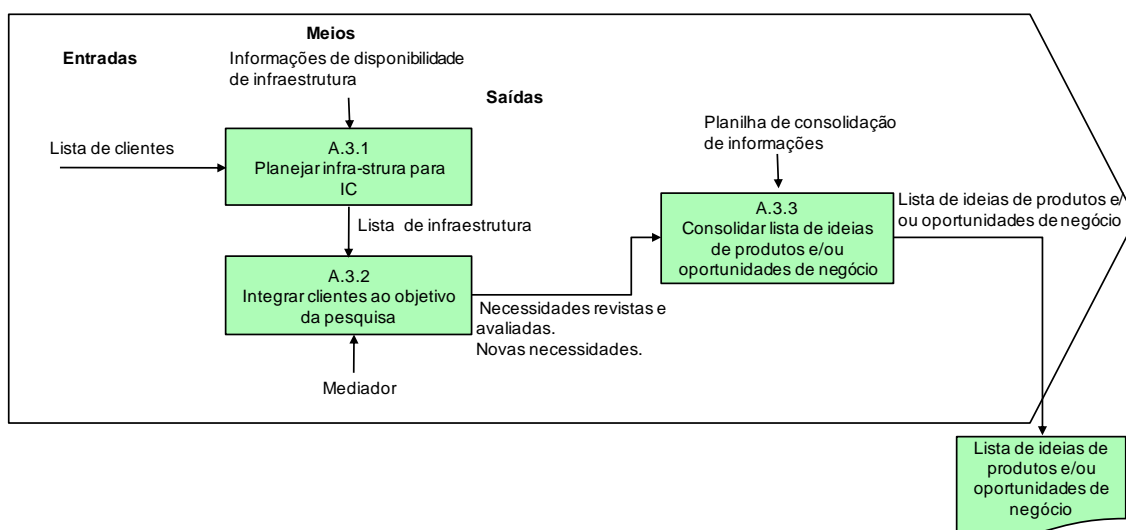 Meios
Entradas
Informações de disponibilidade
de infraestrutura
Saídas
Lista de clientes
A.3.1
Planejar infra-strura para
IC
Lista de infraestrutura
A.3.2
Integrar clientes ao objetivo
da pesquisa
Mediador
Necessidades revistas e
avaliadas.
Novas necessidades.
Planilha de consolidação
de informações
A.3.3
Consolidar lista de ideias
de produtos e/ou
oportunidades de negócio
Lista de ideias de produtos e/
ou oportunidades de negócio
Lista de ideias de
produtos e/ou
oportunidades de
negócio